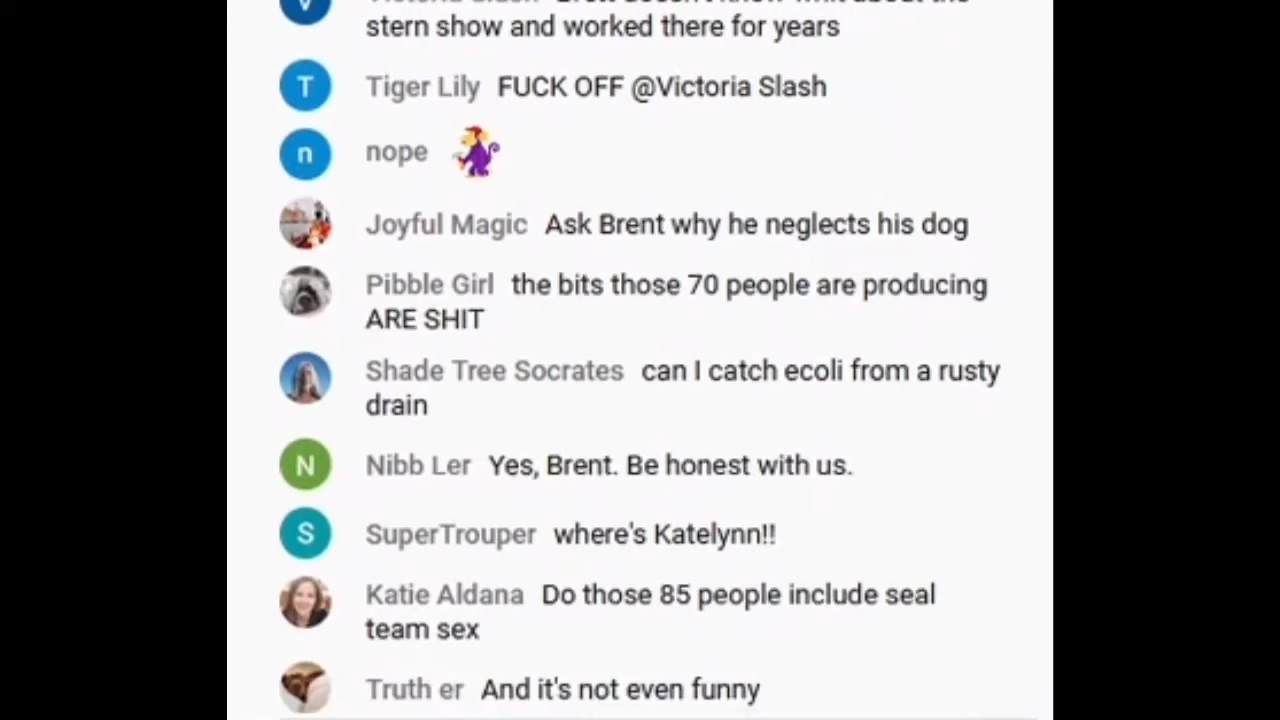 stern show and worked there for years
T Tiger Lily FUCK OFF @Victoria Slash
n nope
Joyful Magic Ask Brent why he neglects his dog
Pibble Girl the bits those 70 people are producing
ARE SHIT
Shade Tree Socrates can I catch ecoli from a rusty
drain
N Nibb Ler Yes, Brent. Be honest with us.
S SuperTrouper where's Katelynn!!
Katie Aldana Do those 85 people include seal
team sex
Truth er And it's not even funny